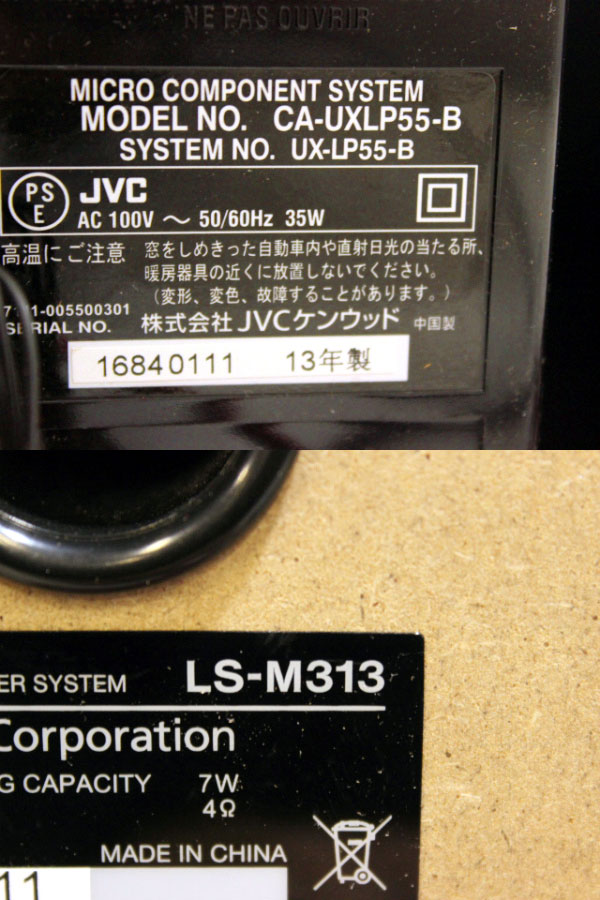 NE PAS OUVRIR
MICRO COMPONENT SYSTEM
MODEL NO. CA-UXLP55-B
SYSTEM NO. UX-LP55-B
PS
E
JVC
AC 100V ～ 50/60Hz 35W
高温にご注意 窓をしめきった自動車内や直射日光の当たる所、
暖房器具の近くに放置しないでください。
（変形、変色、故障することがあります。）
-005500301
SERIAL NO. 株式会社JVCケンウッド 中国製
16840111 13年製
ER SYSTEM LS-M313
Corporation
G CAPACITY 7W
4Ω
MADE IN CHINA
11